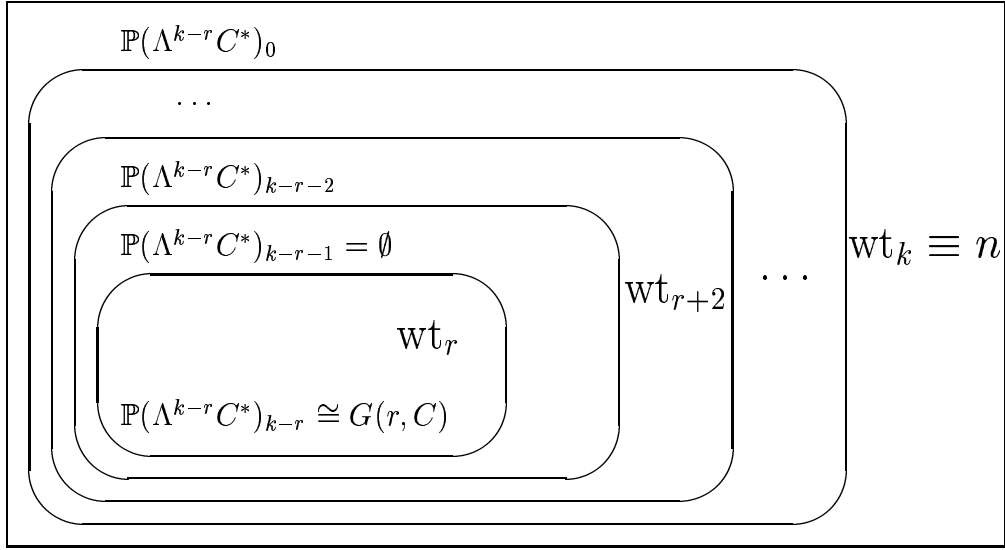 ℙ(Λ^{k−r}C*)_0
· · ·
ℙ(Λ^{k−r}C*)_{k−r−2}
ℙ(Λ^{k−r}C*)_{k−r−1} = ∅
wt_k ≡ n
wt_{r+2}
· · ·
wt_r
ℙ(Λ^{k−r}C*)_{k−r} ≅ G(r, C)